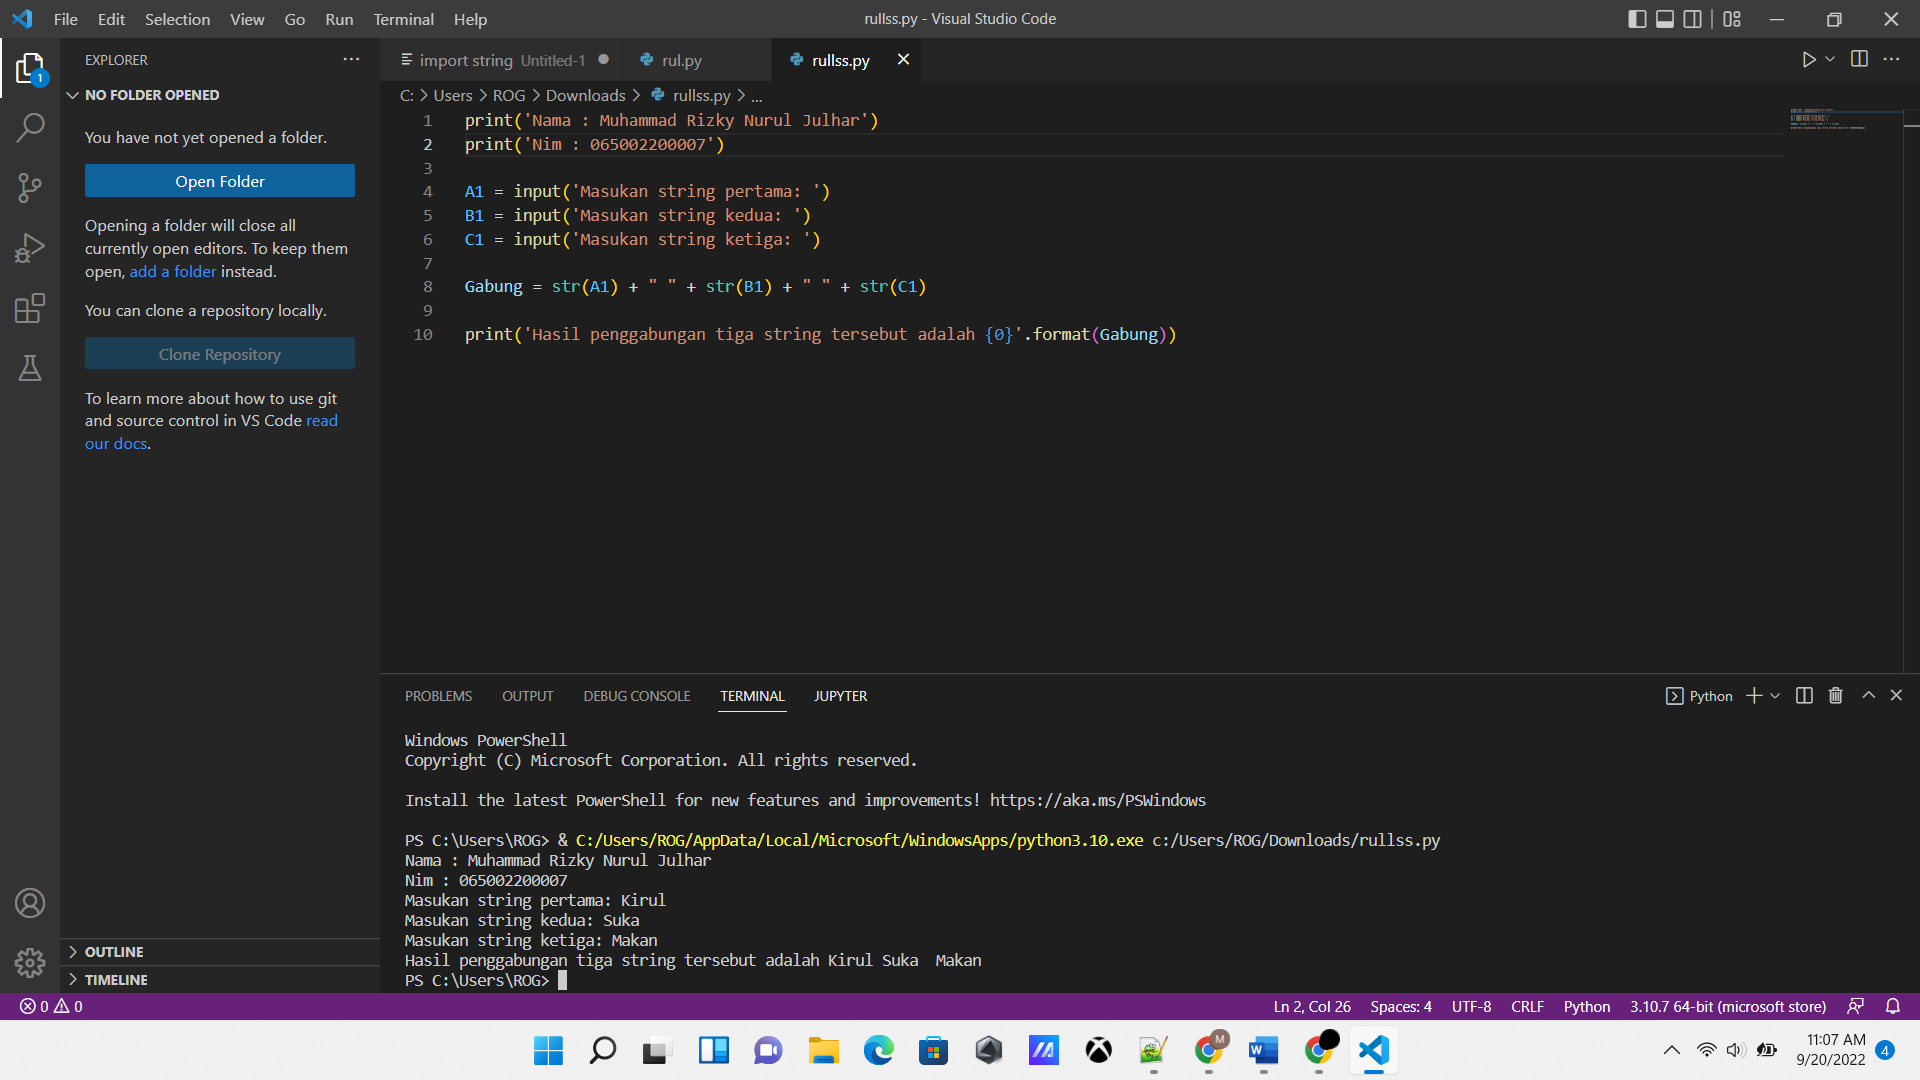 File Edit Selection View Go Run Terminal Help
rullss.py - Visual Studio Code
EXPLORER
import string Untitled-1
rul.py
rullss.py
1
NO FOLDER OPENED
C: > Users > ROG > Downloads > rullss.py > ...
You have not yet opened a folder.
Open Folder
Opening a folder will close all
currently open editors. To keep them
open, add a folder instead.
You can clone a repository locally.
Clone Repository
To learn more about how to use git
and source control in VS Code read
our docs.
OUTLINE
TIMELINE
1 print('Nama : Muhammad Rizky Nurul Julhar')
2 print('Nim : 065002200007')
3
4 A1 = input('Masukan string pertama: ')
5 B1 = input('Masukan string kedua: ')
6 C1 = input('Masukan string ketiga: ')
7
8 Gabung = str(A1) + " " + str(B1) + " " + str(C1)
9
10 print('Hasil penggabungan tiga string tersebut adalah {0}'.format(Gabung))
PROBLEMS OUTPUT DEBUG CONSOLE TERMINAL JUPYTER
Python
Windows PowerShell
Copyright (C) Microsoft Corporation. All rights reserved.
Install the latest PowerShell for new features and improvements! https://aka.ms/PSWindows
PS C:\Users\ROG> & C:/Users/ROG/AppData/Local/Microsoft/WindowsApps/python3.10.exe c:/Users/ROG/Downloads/rullss.py
Nama : Muhammad Rizky Nurul Julhar
Nim : 065002200007
Masukan string pertama: Kirul
Masukan string kedua: Suka
Masukan string ketiga: Makan
Hasil penggabungan tiga string tersebut adalah Kirul Suka  Makan
PS C:\Users\ROG>
0 0
Ln 2, Col 26 Spaces: 4 UTF-8 CRLF Python 3.10.7 64-bit (microsoft store)
M
W
11:07 AM
9/20/2022
4